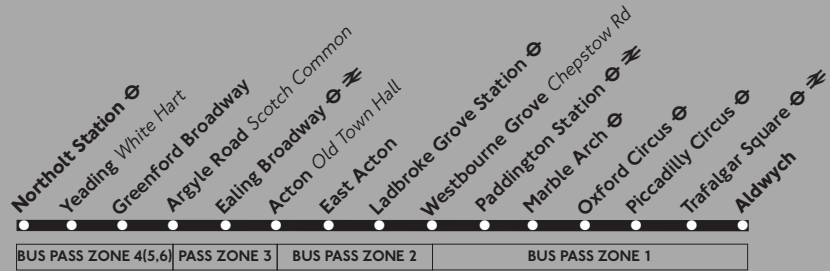 Northolt Station
Yeading White Hart
Greenford Broadway
Argyle Road Scotch Common
Ealing Broadway
Acton Old Town Hall
East Acton
Ladbroke Grove Station
Westbourne Grove Chepstow Rd
Paddington Station
Marble Arch
Oxford Circus
Piccadilly Circus
Trafalgar Square
Aldwych
BUS PASS ZONE 4(5,6)
PASS ZONE 3
BUS PASS ZONE 2
BUS PASS ZONE 1